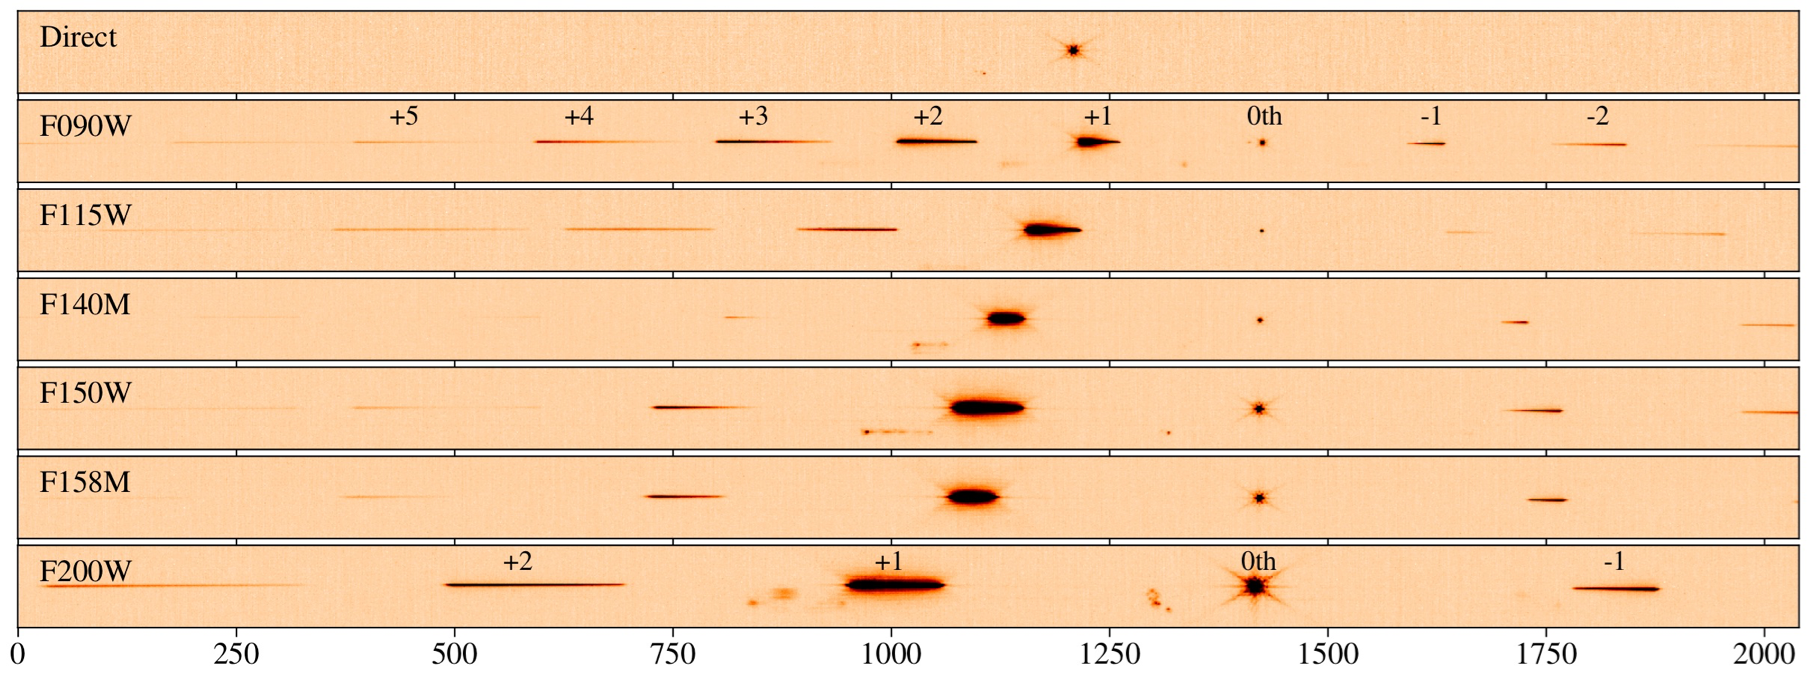 Direct
F090W +5 +4 +3 +2 +1 0th -1 -2
F115W
F140M
F150W
F158M
F200W +2 +1 0th -1
0 250 500 750 1000 1250 1500 1750 2000